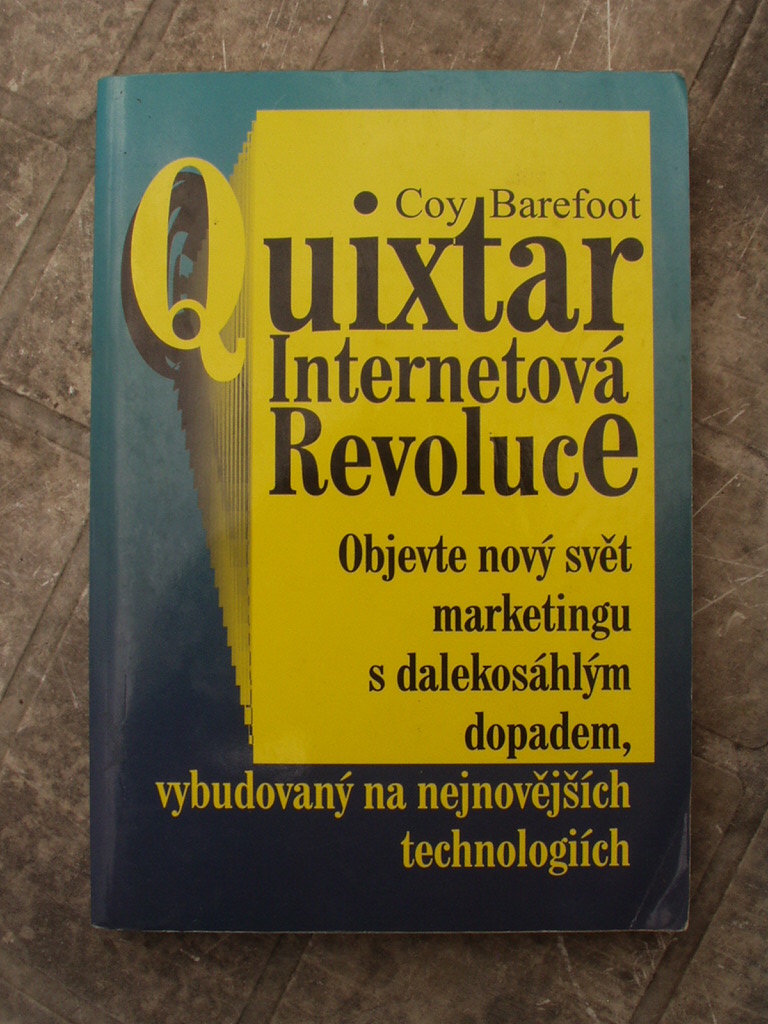 Coy Barefoot
Quixtar
Internetová
Revoluce
Objevte nový svět
marketingu
s dalekosáhlým
dopadem,
vybudovaný na nejnovějších
technologiích